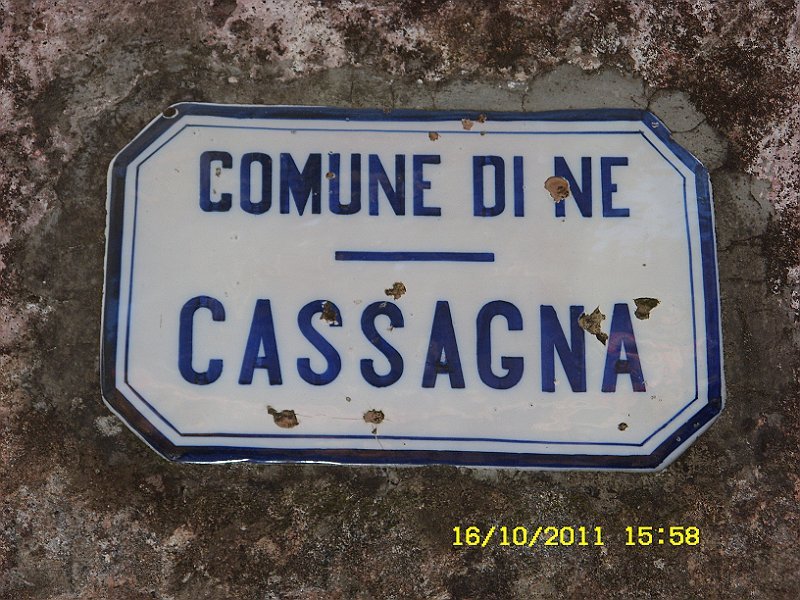 COMUNE DI NE
CASSAGNA
16/10/2011 15:58